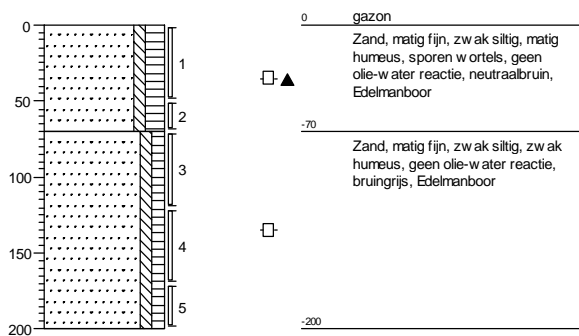 0
50
100
150
200
1
2
3
4
5
0 gazon
Zand, matig fijn, zwak siltig, matig
humeus, sporen wortels, geen
olie-water reactie, neutraalbruin,
Edelmanboor
-70
Zand, matig fijn, zwak siltig, zwak
humeus, geen olie-water reactie,
bruingrijs, Edelmanboor
-200